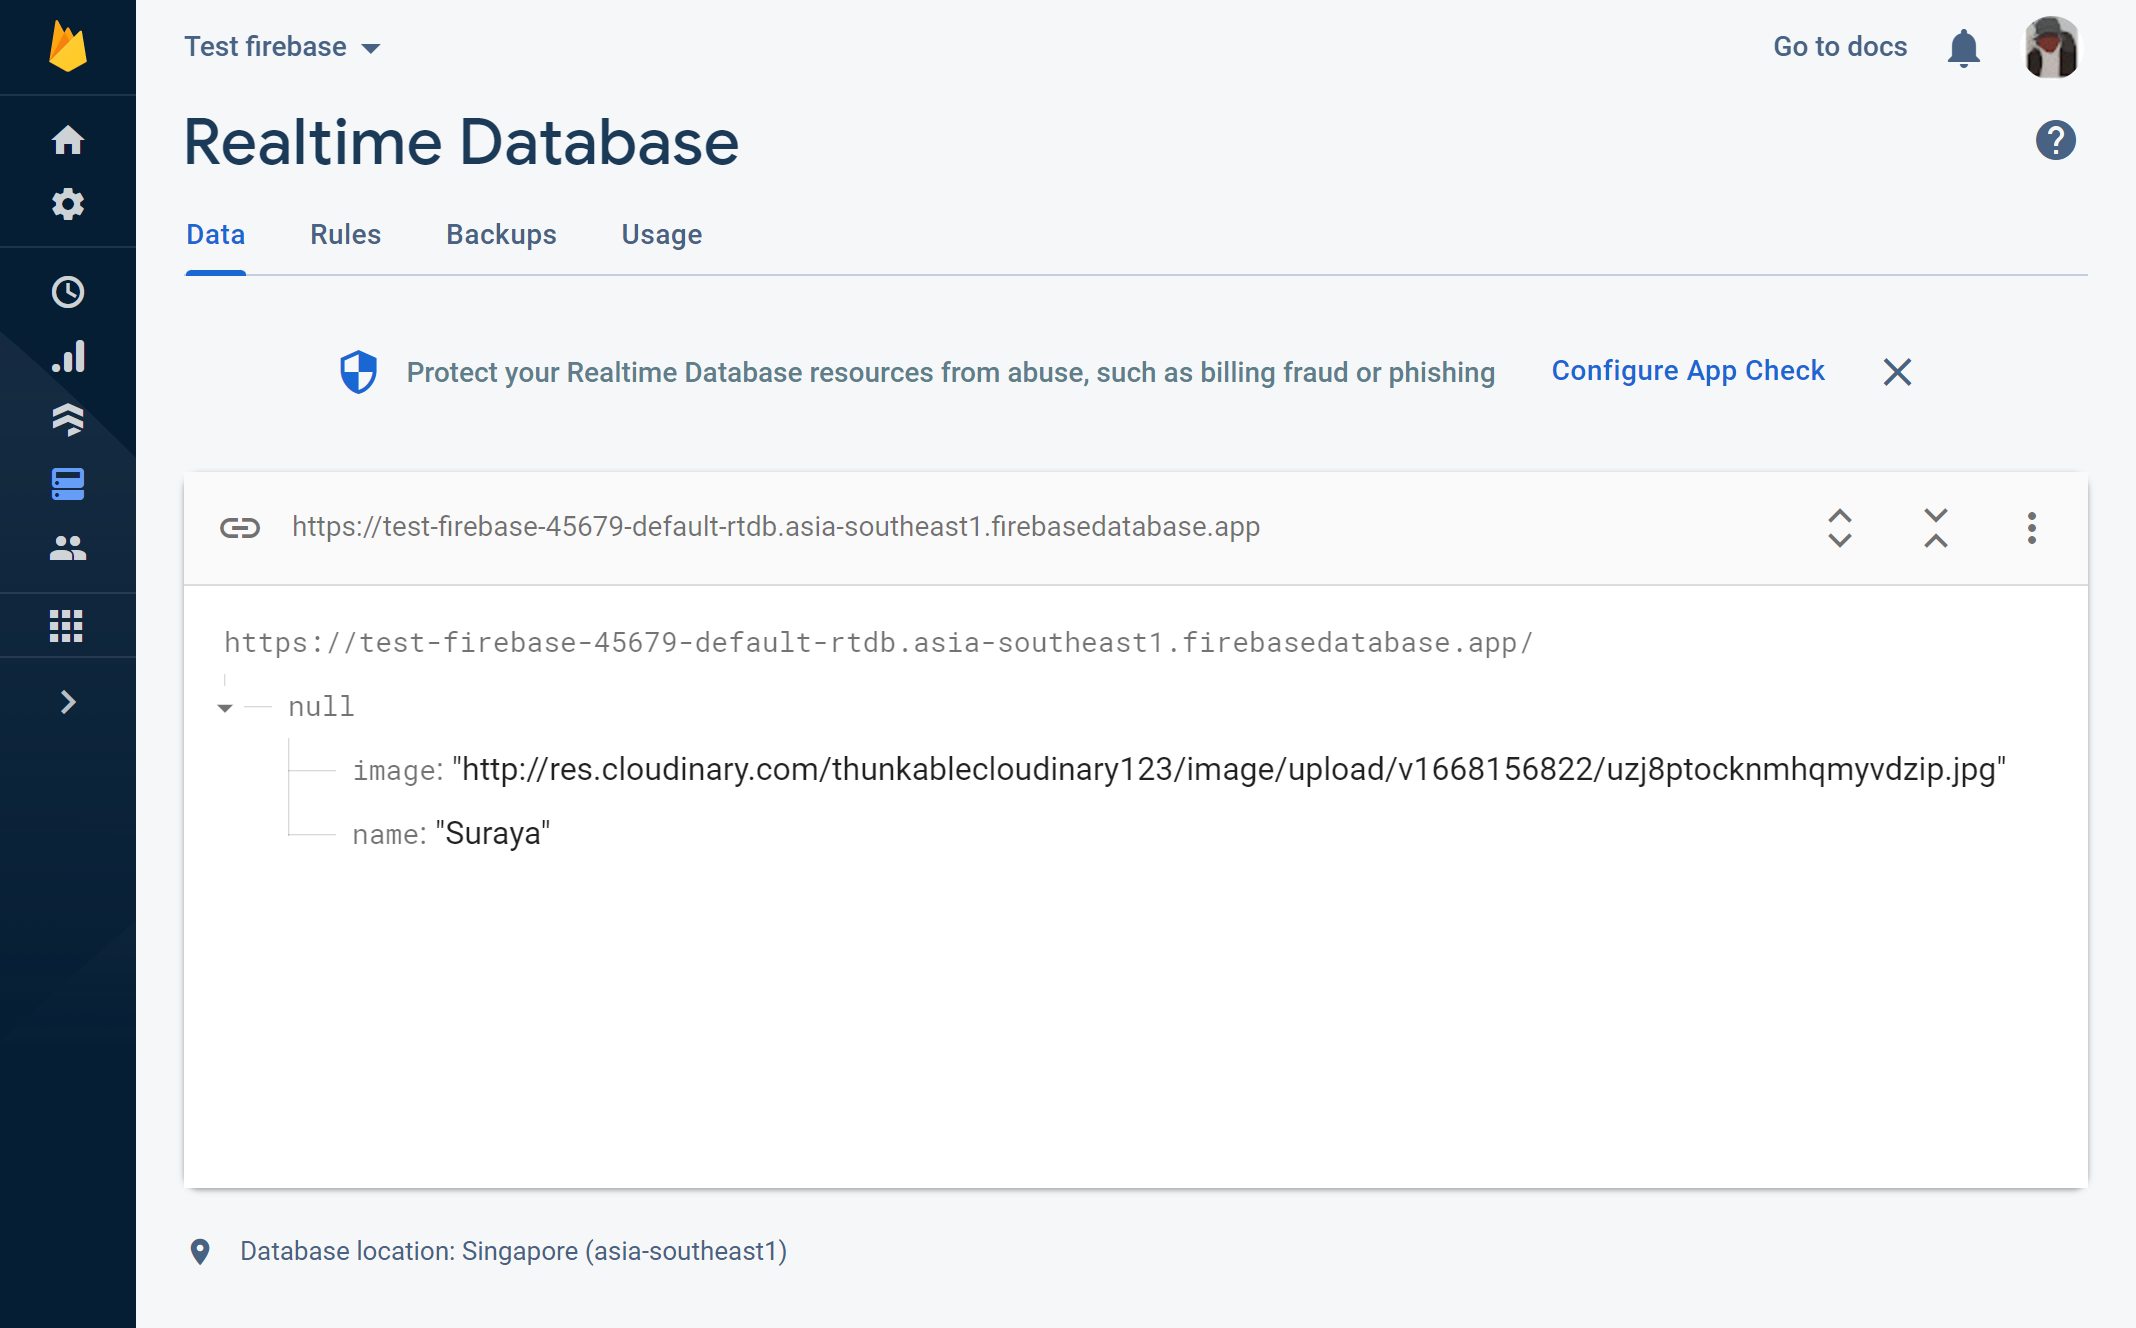 Test firebase
Go to docs
Realtime Database
?
Data Rules Backups Usage
Protect your Realtime Database resources from abuse, such as billing fraud or phishing Configure App Check
https://test-firebase-45679-default-rtdb.asia-southeast1.firebasedatabase.app
https://test-firebase-45679-default-rtdb.asia-southeast1.firebasedatabase.app/
null
image: "http://res.cloudinary.com/thunkablecloudinary123/image/upload/v1668156822/uzj8ptocknmhqmyvdzip.jpg"
name: "Suraya"
Database location: Singapore (asia-southeast1)